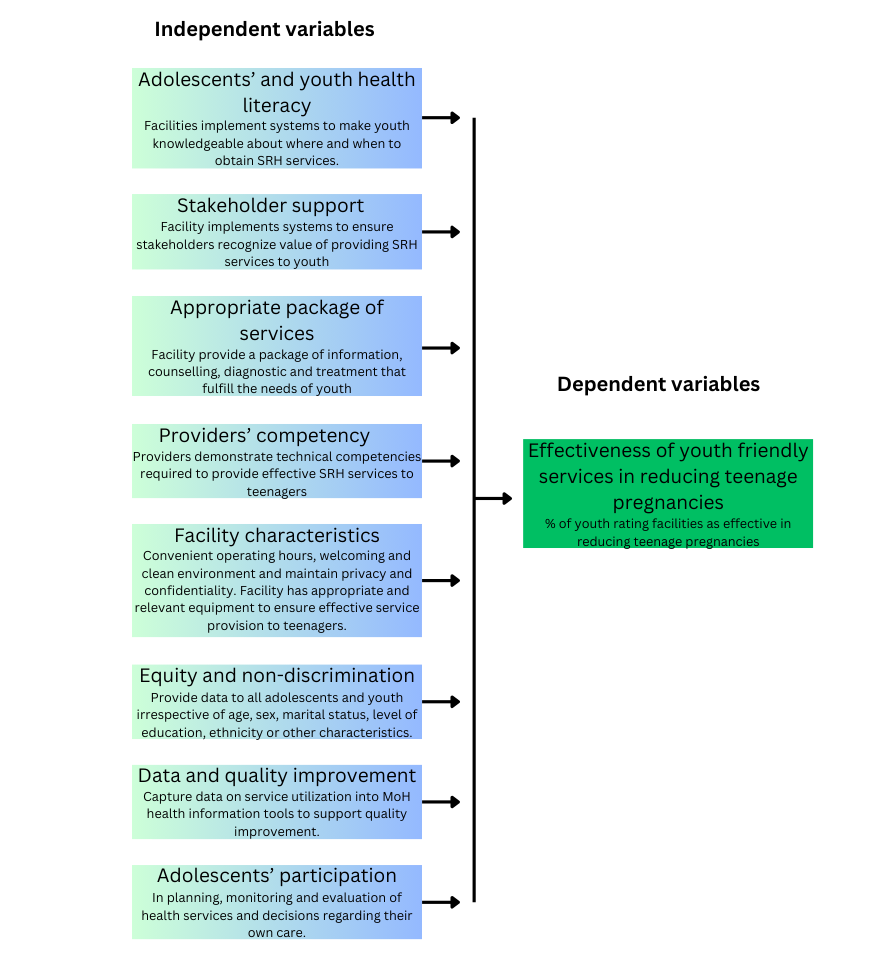 Independent variables
Adolescents’ and youth health
literacy
Facilities implement systems to make youth
knowledgeable about where and when to
obtain SRH services.
Stakeholder support
Facility implements systems to ensure
stakeholders recognize value of providing SRH
services to youth
Appropriate package of
services
Facility provide a package of information,
counselling, diagnostic and treatment that
fulfill the needs of youth
Providers’ competency
Providers demonstrate technical competencies
required to provide effective SRH services to
teenagers
Facility characteristics
Convenient operating hours, welcoming and
clean environment and maintain privacy and
confidentiality. Facility has appropriate and
relevant equipment to ensure effective service
provision to teenagers.
Equity and non-discrimination
Provide data to all adolescents and youth
irrespective of age, sex, marital status, level of
education, ethnicity or other characteristics.
Data and quality improvement
Capture data on service utilization into MoH
health information tools to support quality
improvement.
Adolescents’ participation
In planning, monitoring and evaluation of
health services and decisions regarding their
own care.
Dependent variables
Effectiveness of youth friendly
services in reducing teenage
pregnancies
% of youth rating facilities as effective in
reducing teenage pregnancies